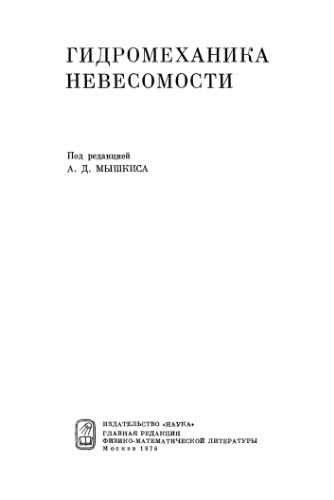 ГИДРОМЕХАНИКА
НЕВЕСОМОСТИ
Под редакцией
А. Д. МЫШКИСА
ИЗДАТЕЛЬСТВО «НАУКА»
ГЛАВНАЯ РЕДАКЦИЯ
ФИЗИКО-МАТЕМАТИЧЕСКОЙ ЛИТЕРАТУРЫ
Москва 1976